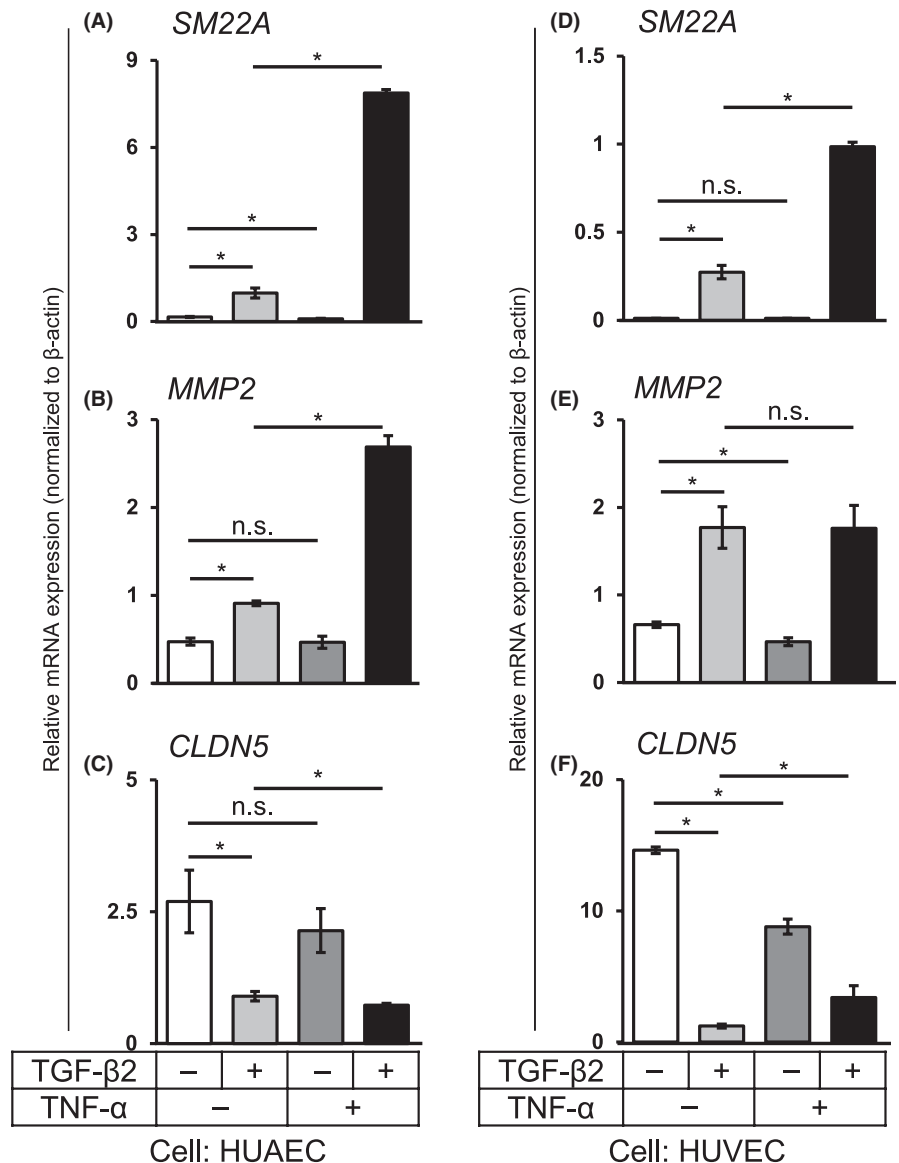 (A) SM22A
9
6
3
0
*
*
*
(B) MMP2
3
2
1
0
*
n.s.
*
(C) CLDN5
5
2.5
0
*
n.s.
*
Relative mRNA expression (normalized to β-actin)
TGF-β2 − + − +
TNF-α − +
Cell: HUAEC
(D) SM22A
1.5
1
0.5
0
*
n.s.
*
(E) MMP2
3
2
1
0
n.s.
*
*
(F) CLDN5
20
10
0
*
*
*
Relative mRNA expression (normalized to β-actin)
TGF-β2 − + − +
TNF-α − +
Cell: HUVEC